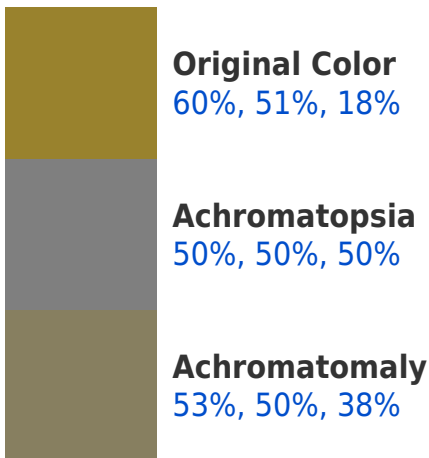 Original Color
60%, 51%, 18%
Achromatopsia
50%, 50%, 50%
Achromatomaly
53%, 50%, 38%